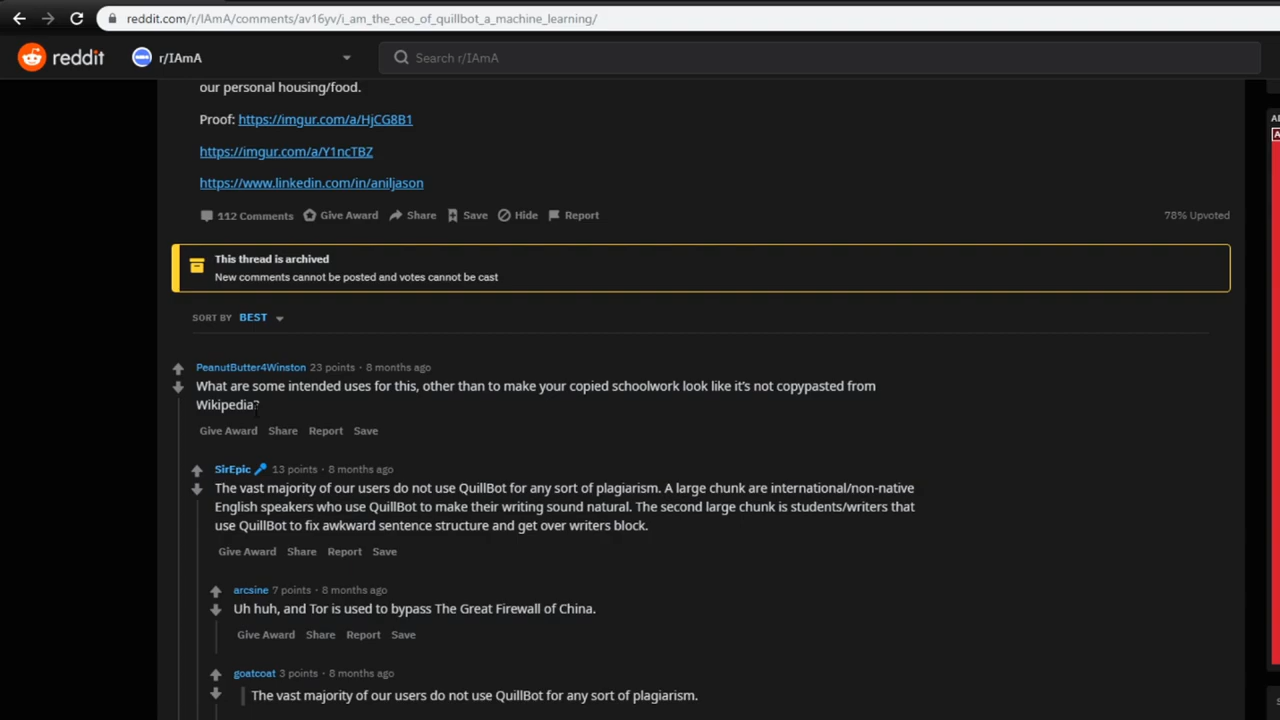 reddit.com/r/IAmA/comments/av16yv/i_am_the_ceo_of_quillbot_a_machine_learning/
reddit r/IAmA Search r/IAmA
our personal housing/food.
Proof: https://imgur.com/a/HjCG8B1
https://imgur.com/a/Y1ncTBZ
https://www.linkedin.com/in/aniljason
112 Comments Give Award Share Save Hide Report 78% Upvoted
This thread is archived
New comments cannot be posted and votes cannot be cast
SORT BY BEST
PeanutButter4Winston 23 points · 8 months ago
What are some intended uses for this, other than to make your copied schoolwork look like it's not copypasted from
Wikipedia?
Give Award Share Report Save
SirEpic 13 points · 8 months ago
The vast majority of our users do not use QuillBot for any sort of plagiarism. A large chunk are international/non-native
English speakers who use QuillBot to make their writing sound natural. The second large chunk is students/writers that
use QuillBot to fix awkward sentence structure and get over writers block.
Give Award Share Report Save
arcsine 7 points · 8 months ago
Uh huh, and Tor is used to bypass The Great Firewall of China.
Give Award Share Report Save
goatcoat 3 points · 8 months ago
The vast majority of our users do not use QuillBot for any sort of plagiarism.